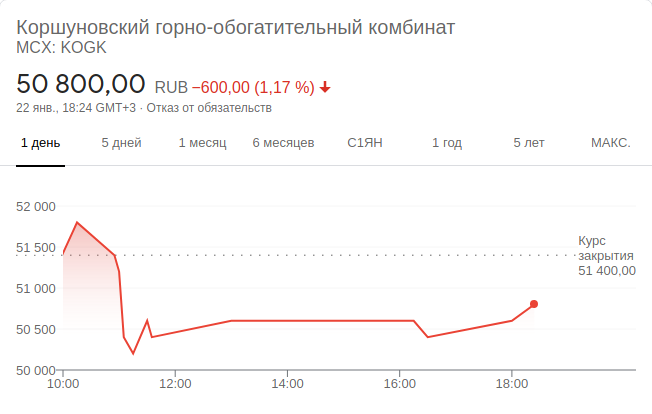 Коршуновский горно-обогатительный комбинат
MCX: KOGK
50 800,00 RUB −600,00 (1,17 %)
22 янв., 18:24 GMT+3 · Отказ от обязательств
1 день 5 дней 1 месяц 6 месяцев С1ЯН 1 год 5 лет МАКС.
52 000
51 500
51 000
50 500
50 000
Курс
закрытия
51 400,00
10:00 12:00 14:00 16:00 18:00